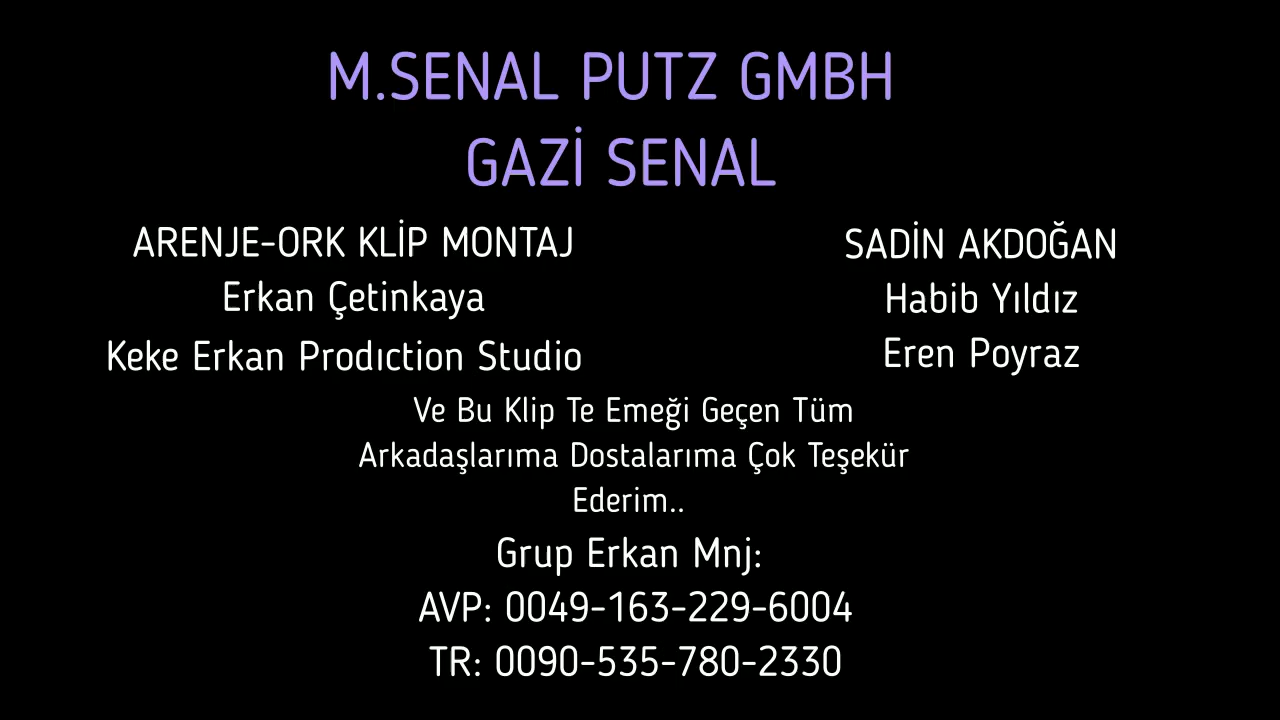 M.SENAL PUTZ GMBH
GAZİ SENAL
ARENJE-ORK KLİP MONTAJ
Erkan Çetinkaya
Keke Erkan Prodıction Studio
SADİN AKDOĞAN
Habib Yıldız
Eren Poyraz
Ve Bu Klip Te Emeği Geçen Tüm
Arkadaşlarıma Dostalarıma Çok Teşekür
Ederim..
Grup Erkan Mnj:
AVP: 0049-163-229-6004
TR: 0090-535-780-2330